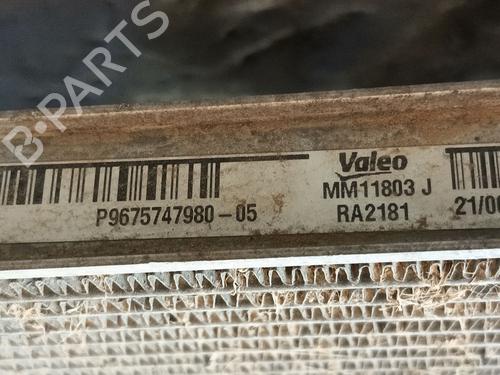 B-PARTS
Valeo
P9675747980-05
MM11803 J
RA2181
21/0